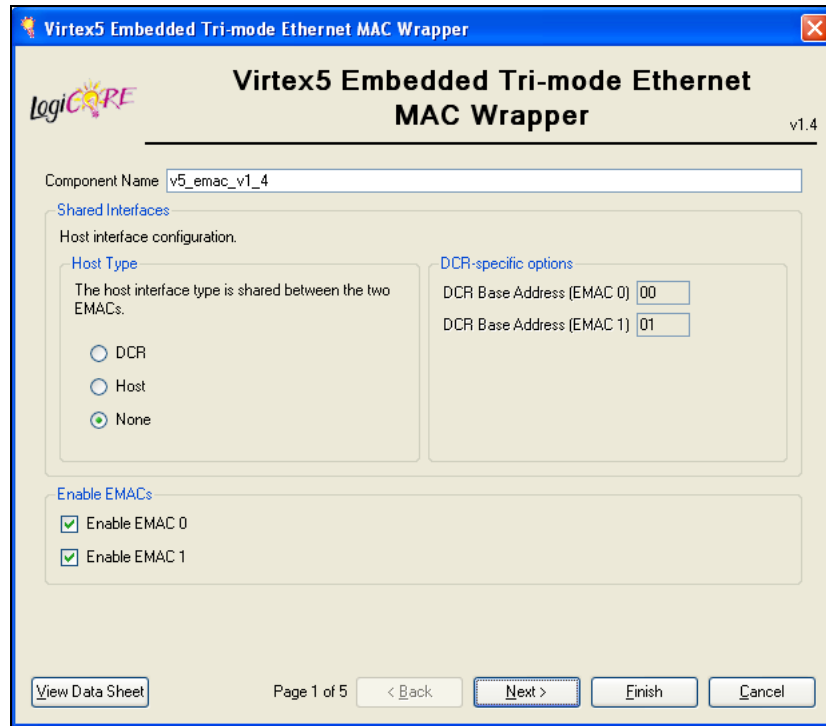 Virtex5 Embedded Tri-mode Ethernet MAC Wrapper
LogiCORE
Virtex5 Embedded Tri-mode Ethernet
MAC Wrapper
v1.4
Component Name v5_emac_v1_4
Shared Interfaces
Host interface configuration.
Host Type
The host interface type is shared between the two
EMACs.
DCR
Host
None
DCR-specific options
DCR Base Address (EMAC 0) 00
DCR Base Address (EMAC 1) 01
Enable EMACs
Enable EMAC 0
Enable EMAC 1
View Data Sheet Page 1 of 5 < Back Next > Finish Cancel